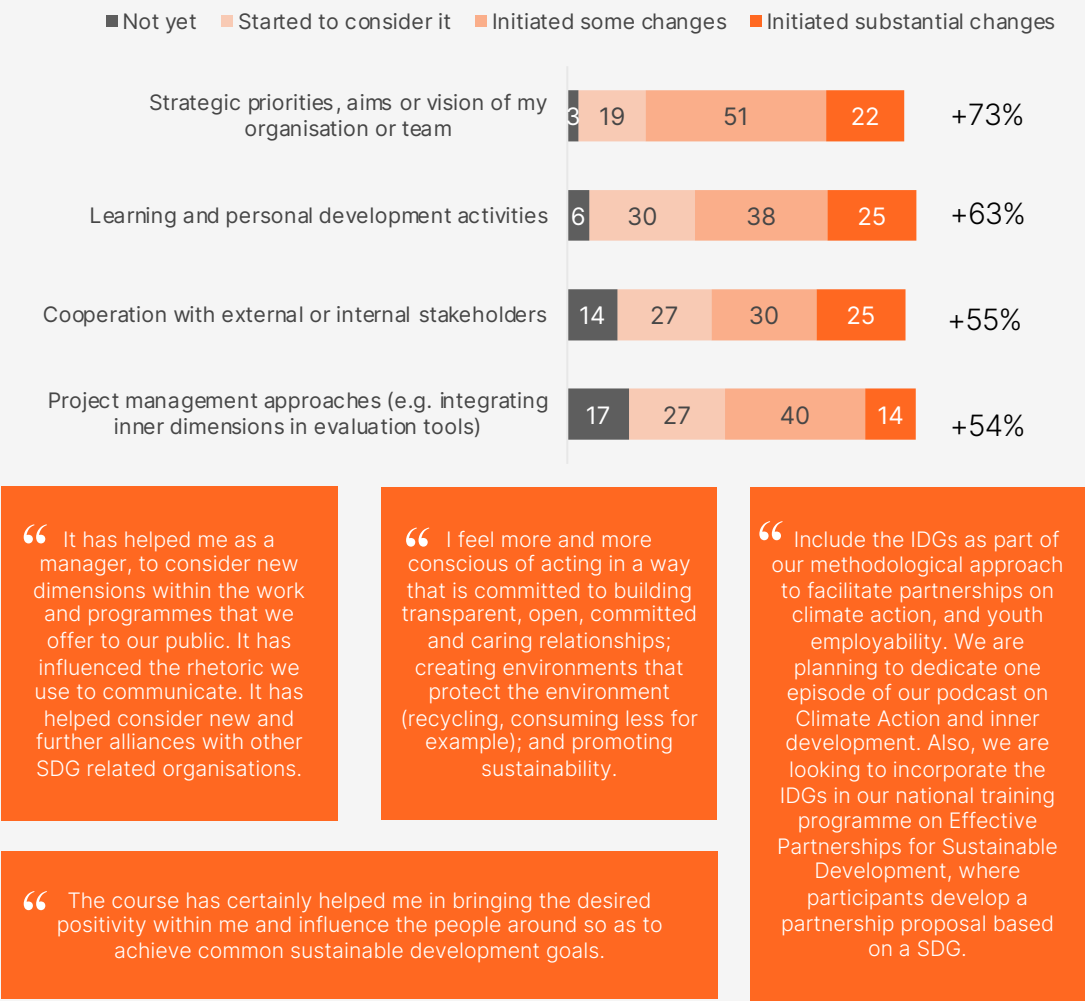 Not yet Started to consider it Initiated some changes Initiated substantial changes
Strategic priorities, aims or vision of my
organisation or team
3 19 51 22 +73%
Learning and personal development activities
6 30 38 25 +63%
Cooperation with external or internal stakeholders
14 27 30 25 +55%
Project management approaches (e.g. integrating
inner dimensions in evaluation tools)
17 27 40 14 +54%
“ It has helped me as a
manager, to consider new
dimensions within the work
and programmes that we
offer to our public. It has
influenced the rhetoric we
use to communicate. It has
helped consider new and
further alliances with other
SDG related organisations.
“ I feel more and more
conscious of acting in a way
that is committed to building
transparent, open, committed
and caring relationships;
creating environments that
protect the environment
(recycling, consuming less for
example); and promoting
sustainability.
“ Include the IDGs as part of
our methodological approach
to facilitate partnerships on
climate action, and youth
employability. We are
planning to dedicate one
episode of our podcast on
Climate Action and inner
development. Also, we are
looking to incorporate the
IDGs in our national training
programme on Effective
Partnerships for Sustainable
Development, where
participants develop a
partnership proposal based
on a SDG.
“ The course has certainly helped me in bringing the desired
positivity within me and influence the people around so as to
achieve common sustainable development goals.